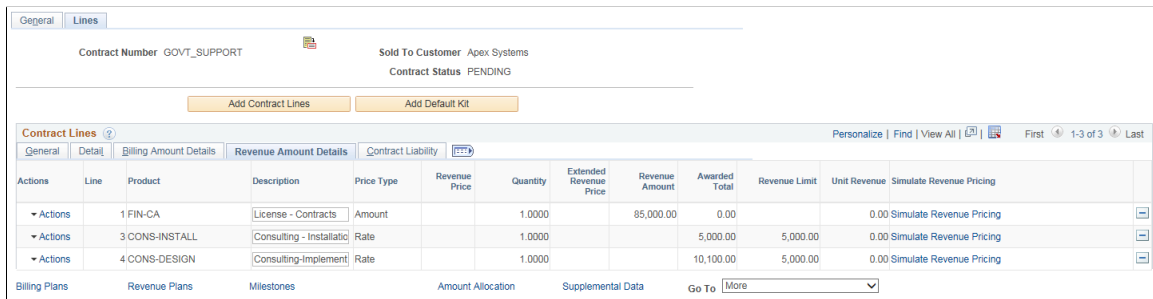 General Lines
Contract Number GOVT_SUPPORT Sold To Customer Apex Systems
Contract Status PENDING
Add Contract Lines Add Default Kit
Contract Lines ? Personalize | Find | View All | First 1-3 of 3 Last
General Detail Billing Amount Details Revenue Amount Details Contract Liability
Actions Line Product Description Price Type Revenue Price Quantity Extended Revenue Price Revenue Amount Awarded Total Revenue Limit Unit Revenue Simulate Revenue Pricing
Actions 1 FIN-CA License - Contracts Amount 1.0000 85,000.00 0.00 0.00 Simulate Revenue Pricing
Actions 3 CONS-INSTALL Consulting - Installatio Rate 1.0000 5,000.00 5,000.00 0.00 Simulate Revenue Pricing
Actions 4 CONS-DESIGN Consulting-Implement Rate 1.0000 10,100.00 5,000.00 0.00 Simulate Revenue Pricing
Billing Plans Revenue Plans Milestones Amount Allocation Supplemental Data Go To More